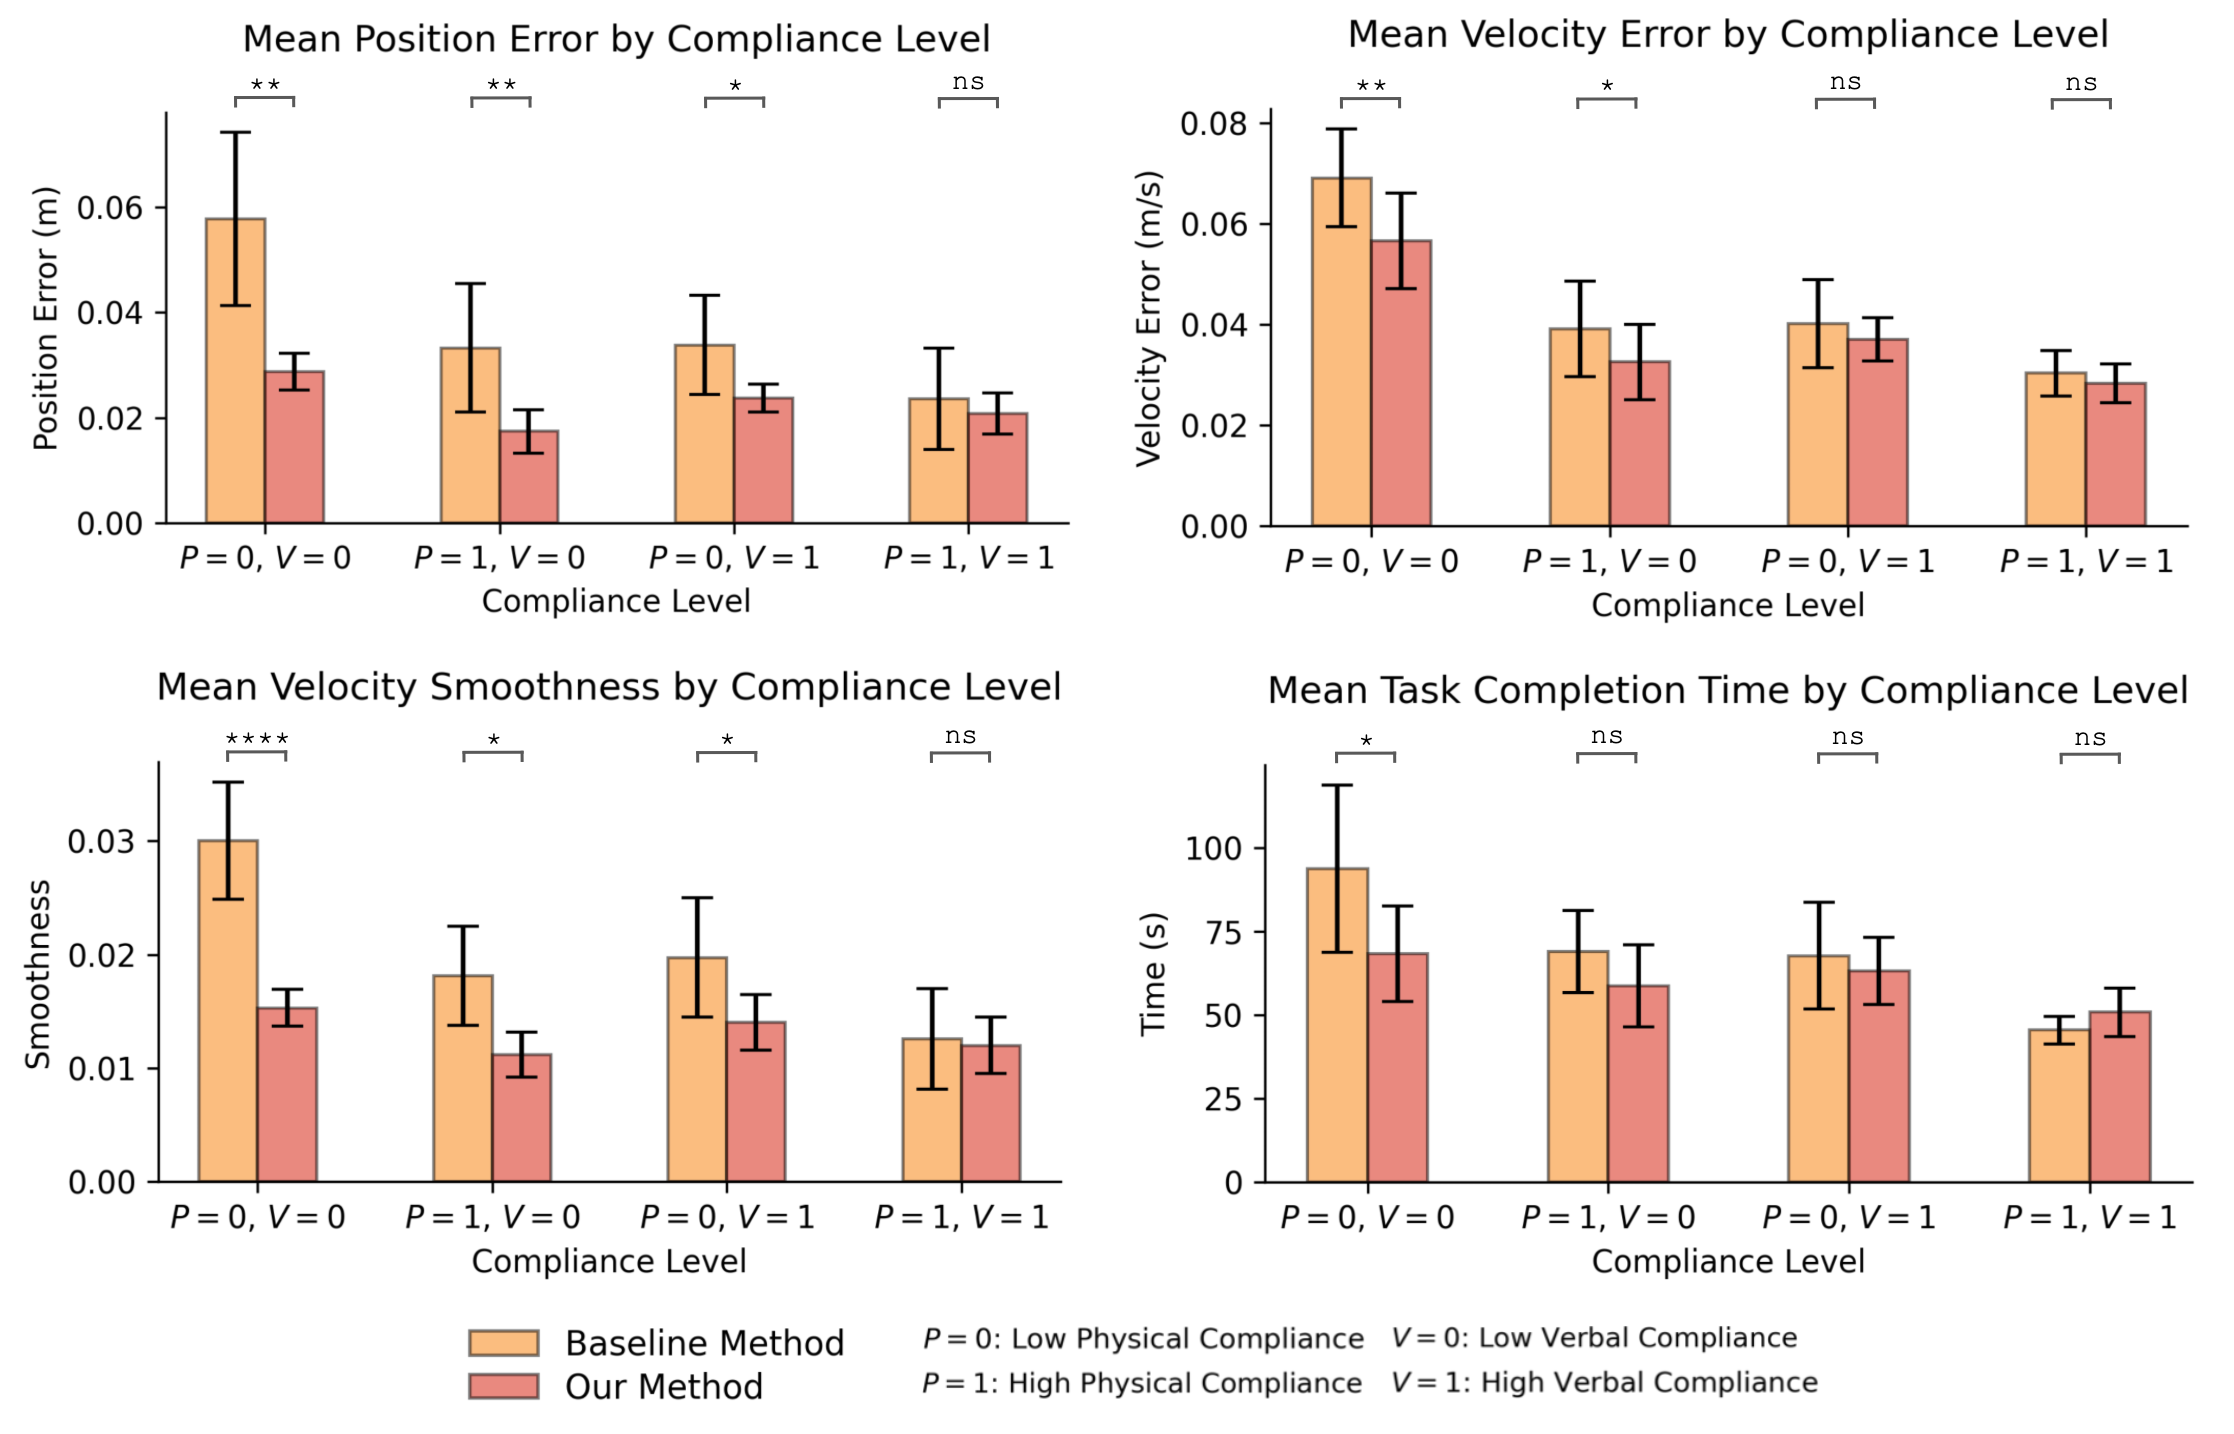 Mean Position Error by Compliance Level
** ** * ns
Position Error (m)
0.06
0.04
0.02
0.00
P = 0, V = 0 P = 1, V = 0 P = 0, V = 1 P = 1, V = 1
Compliance Level
Mean Velocity Error by Compliance Level
** * ns ns
Velocity Error (m/s)
0.08
0.06
0.04
0.02
0.00
P = 0, V = 0 P = 1, V = 0 P = 0, V = 1 P = 1, V = 1
Compliance Level
Mean Velocity Smoothness by Compliance Level
**** * * ns
Smoothness
0.03
0.02
0.01
0.00
P = 0, V = 0 P = 1, V = 0 P = 0, V = 1 P = 1, V = 1
Compliance Level
Mean Task Completion Time by Compliance Level
* ns ns ns
Time (s)
100
75
50
25
0
P = 0, V = 0 P = 1, V = 0 P = 0, V = 1 P = 1, V = 1
Compliance Level
Baseline Method
Our Method
P = 0: Low Physical Compliance V = 0: Low Verbal Compliance
P = 1: High Physical Compliance V = 1: High Verbal Compliance